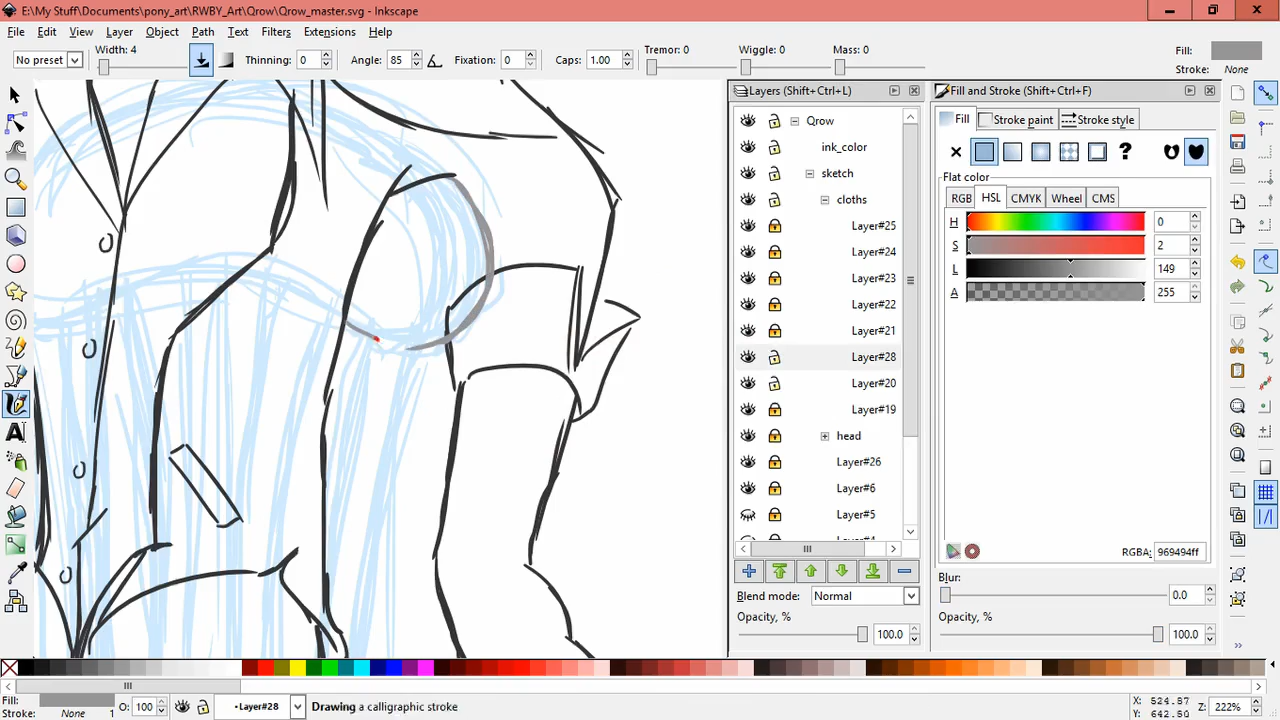 E:\My Stuff\Documents\pony_art\RWBY_Art\Qrow\Qrow_master.svg - Inkscape
File Edit View Layer Object Path Text Filters Extensions Help
No preset Width: 4 Thinning: 0 Angle: 85 Fixation: 0 Caps: 1.00 Tremor: 0 Wiggle: 0 Mass: 0 Fill: Stroke: None
Layers (Shift+Ctrl+L)
Qrow
ink_color
sketch
cloths
Layer#25
Layer#24
Layer#23
Layer#22
Layer#21
Layer#28
Layer#20
Layer#19
head
Layer#26
Layer#6
Layer#5
Blend mode: Normal
Opacity, % 100.0
Fill and Stroke (Shift+Ctrl+F)
Fill Stroke paint Stroke style
?
Flat color
RGB HSL CMYK Wheel CMS
H 0
S 2
L 149
A 255
RGBA: 969494ff
Blur:
0.0
Opacity, %
100.0
Fill:
Stroke: None 1 O: 100 •Layer#28 Drawing a calligraphic stroke
X: 524.87
Y: 642.50 Z: 222%